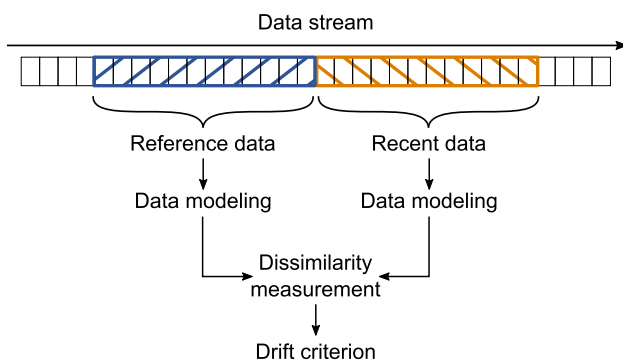 Data stream
Reference data
Recent data
Data modeling
Data modeling
Dissimilarity
measurement
Drift criterion